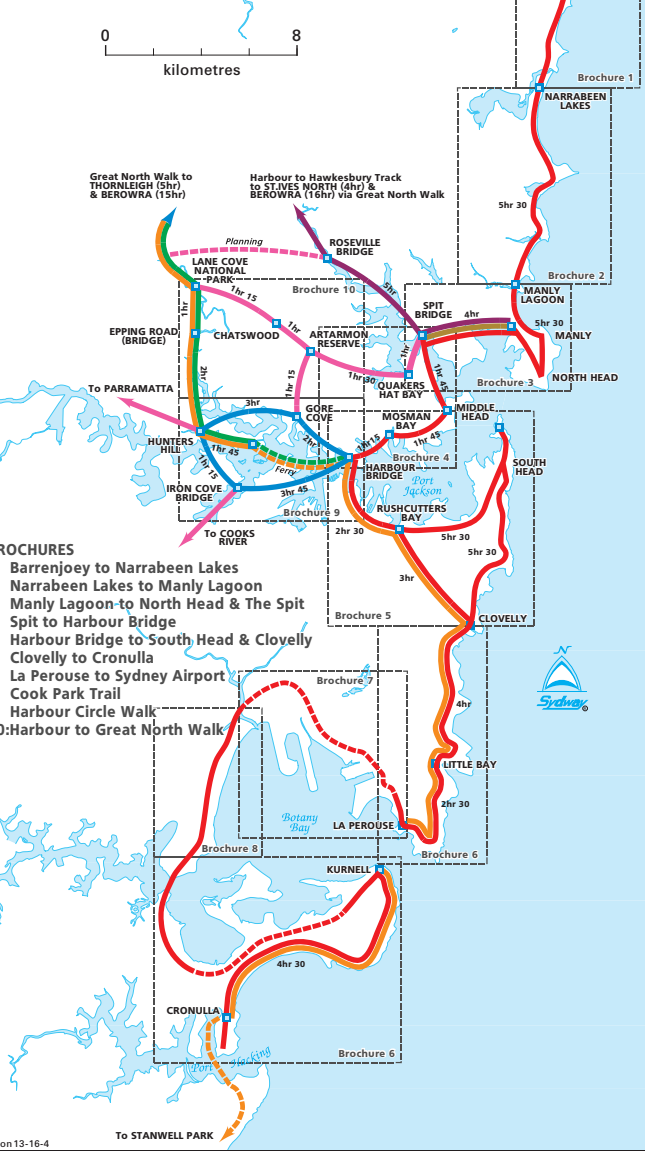 0 8
kilometres
Brochure 1
NARRABEEN
LAKES
Great North Walk to
THORNLEIGH (5hr)
& BEROWRA (15hr)
Harbour to Hawkesbury Track
to ST.IVES NORTH (4hr) &
BEROWRA (16hr) via Great North Walk
5hr 30
Planning
ROSEVILLE
BRIDGE
LANE COVE
NATIONAL
PARK
Brochure 2
Brochure 10
5hr
MANLY
LAGOON
1hr 15
1hr
SPIT
BRIDGE
4hr
5hr 30
EPPING ROAD
(BRIDGE)
CHATSWOOD
1hr
ARTARMON
RESERVE
MANLY
1hr
2hr
1hr 15
1hr 30
1hr 45
QUAKERS
HAT BAY
Brochure 3
NORTH HEAD
To PARRAMATTA
3hr
GORE
COVE
MOSMAN
BAY
MIDDLE
HEAD
HUNTERS
HILL
1hr 45
2hr
1hr15
1hr 45
Ferry
HARBOUR
BRIDGE
Brochure 4
SOUTH
HEAD
1hr 15
IRON COVE
BRIDGE
3hr 45
Port
Jackson
Brochure 9
RUSHCUTTERS
BAY
To COOKS
RIVER
2hr 30
5hr 30
5hr 30
3hr
ROCHURES
Barrenjoey to Narrabeen Lakes
Narrabeen Lakes to Manly Lagoon
Manly Lagoon to North Head & The Spit
Spit to Harbour Bridge
Harbour Bridge to South Head & Clovelly
Clovelly to Cronulla
La Perouse to Sydney Airport
Cook Park Trail
Harbour Circle Walk
0:Harbour to Great North Walk
Brochure 5
CLOVELLY
N
Sydway
Brochure 7
4hr
LITTLE BAY
2hr 30
Botany
Bay
LA PEROUSE
Brochure 8
Brochure 6
KURNELL
4hr 30
CRONULLA
Port Hacking
Brochure 6
To STANWELL PARK
on 13-16-4